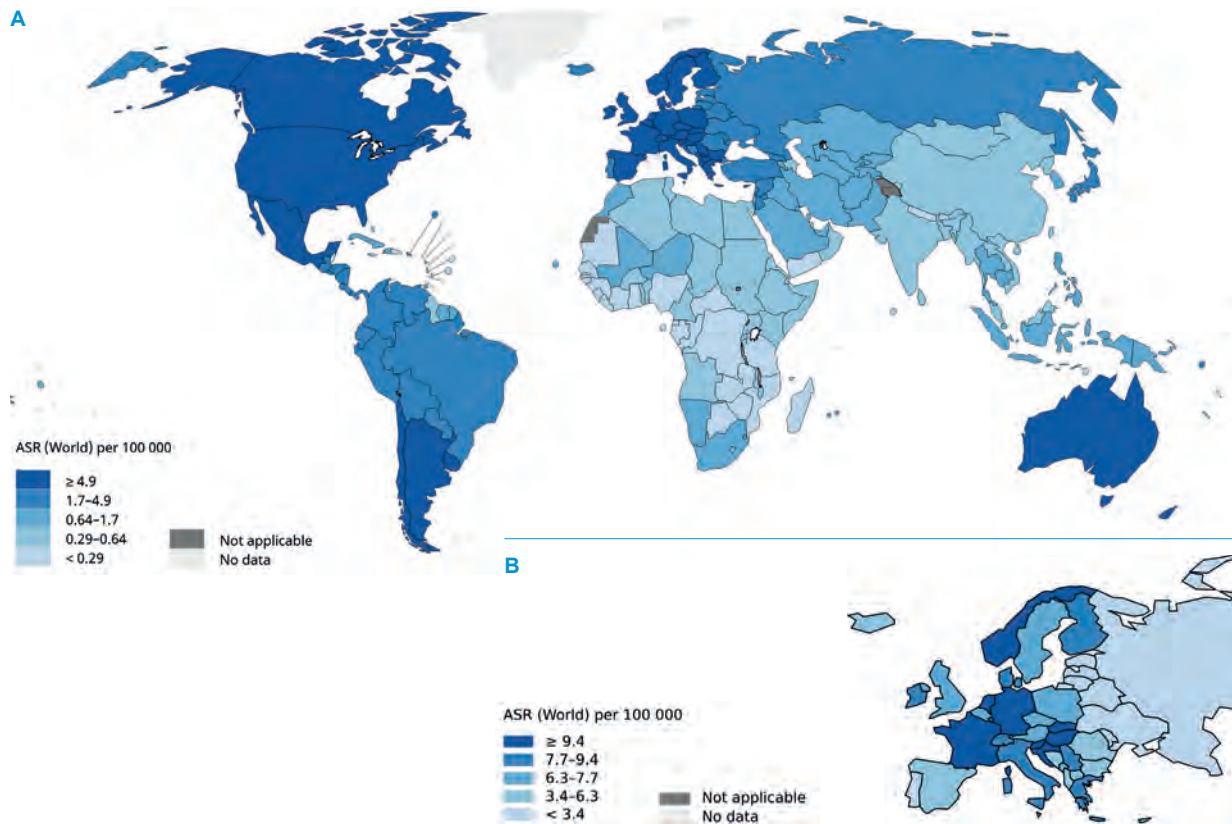 A
ASR (World) per 100 000
≥ 4.9
1.7–4.9
0.64–1.7
0.29–0.64
< 0.29
Not applicable
No data
B
ASR (World) per 100 000
≥ 9.4
7.7–9.4
6.3–7.7
3.4–6.3
< 3.4
Not applicable
No data